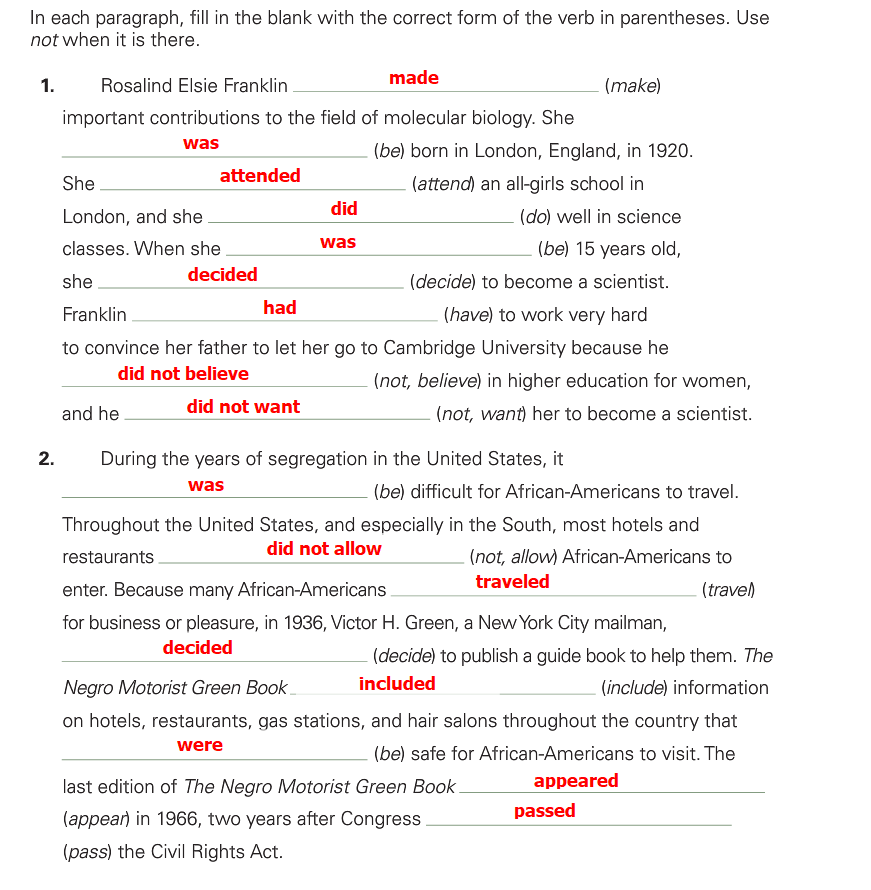 In each paragraph, fill in the blank with the correct form of the verb in parentheses. Use
not when it is there.
1. Rosalind Elsie Franklin made (make)
important contributions to the field of molecular biology. She
was (be) born in London, England, in 1920.
She attended (attend) an all-girls school in
London, and she did (do) well in science
classes. When she was (be) 15 years old,
she decided (decide) to become a scientist.
Franklin had (have) to work very hard
to convince her father to let her go to Cambridge University because he
did not believe (not, believe) in higher education for women,
and he did not want (not, want) her to become a scientist.
2. During the years of segregation in the United States, it
was (be) difficult for African-Americans to travel.
Throughout the United States, and especially in the South, most hotels and
restaurants did not allow (not, allow) African-Americans to
enter. Because many African-Americans traveled (travel)
for business or pleasure, in 1936, Victor H. Green, a New York City mailman,
decided (decide) to publish a guide book to help them. The
Negro Motorist Green Book included (include) information
on hotels, restaurants, gas stations, and hair salons throughout the country that
were (be) safe for African-Americans to visit. The
last edition of The Negro Motorist Green Book appeared
(appear) in 1966, two years after Congress passed
(pass) the Civil Rights Act.